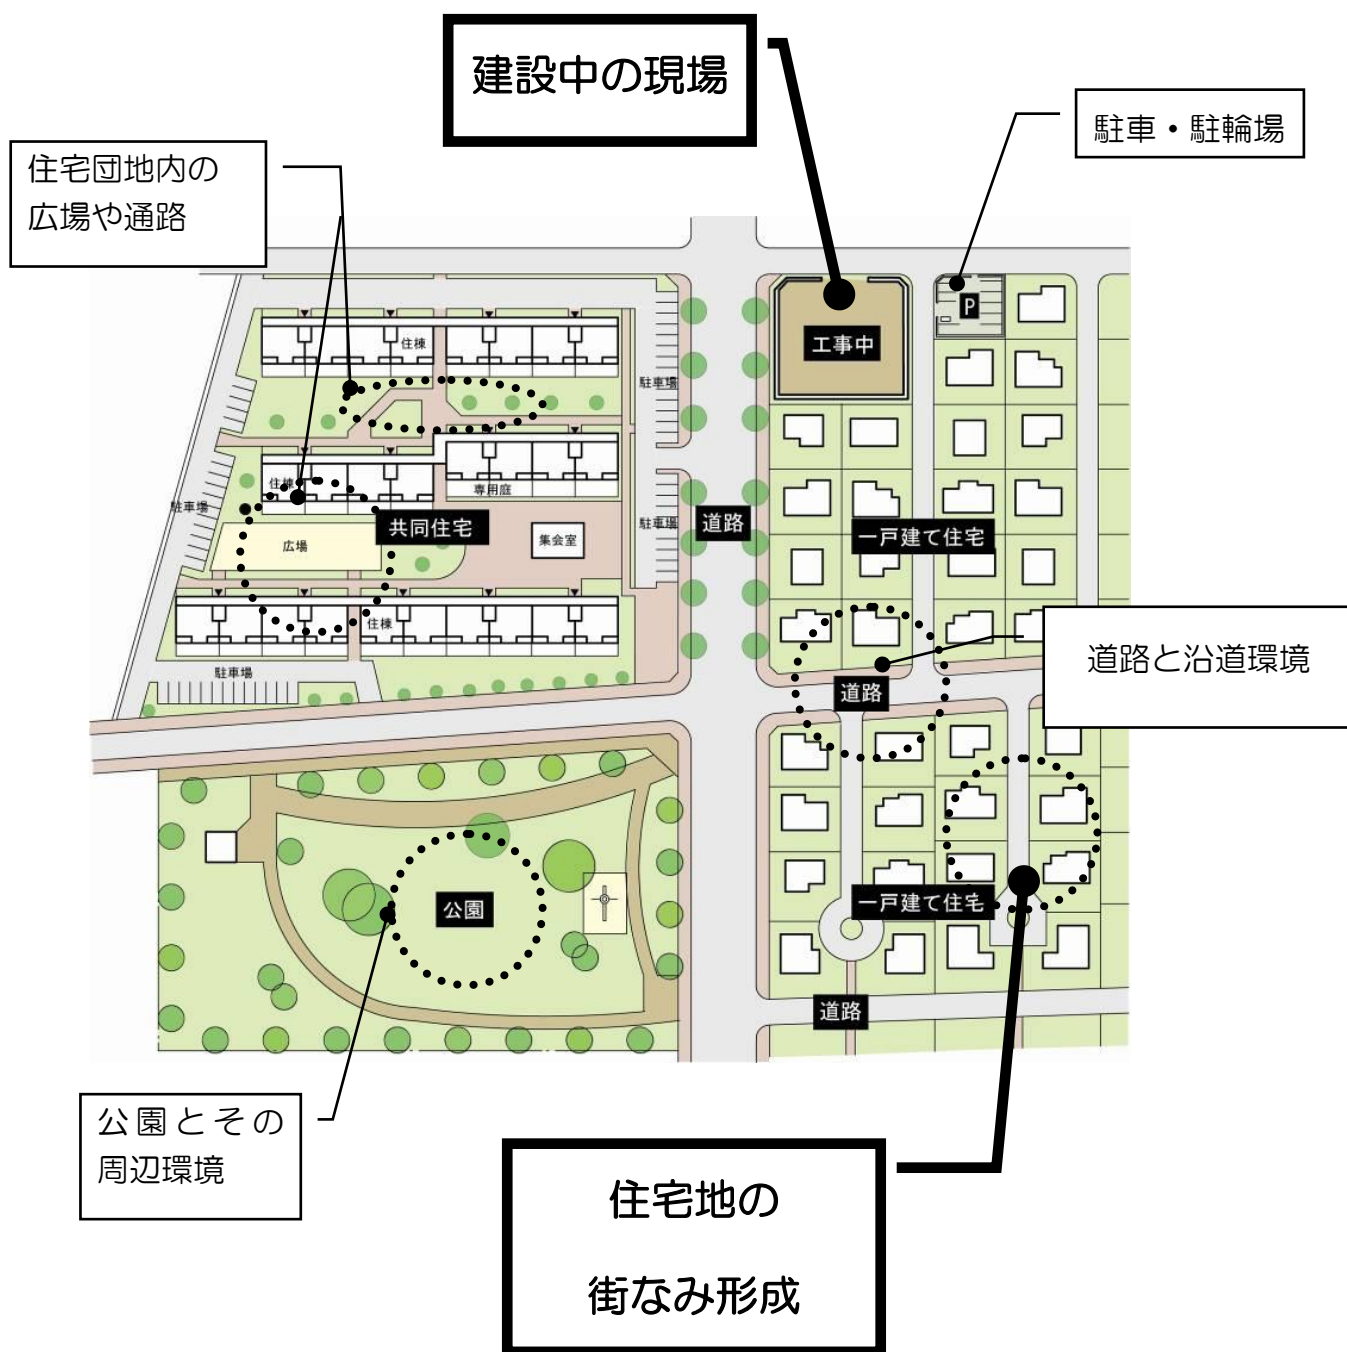 建設中の現場
駐車・駐輪場
住宅団地内の
広場や通路
P
工事中
住棟
駐車場
住棟
専用庭
駐車場
駐車場
共同住宅
道路
一戸建て住宅
広場
集会室
住棟
駐車場
道路と沿道環境
道路
公園
一戸建て住宅
道路
公園とその
周辺環境
住宅地の
街なみ形成